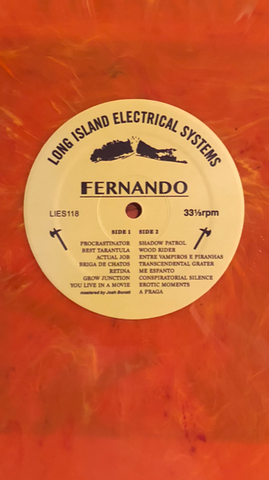 LONG ISLAND ELECTRICAL SYSTEMS
FERNANDO
LIES118
33⅓rpm
SIDE 1
PROCRASTINATOR
BEST TARANTULA
ACTUAL JOB
BRIGA DE CHATOS
RETINA
GROW JUNCTION
YOU LIVE IN A MOVIE
mastered by Josh Bonati
SIDE 2
SHADOW PATROL
WOOD RIDER
ENTRE VAMPIROS E PIRANHAS
TRANSCENDENTAL GRATER
ME ESPANTO
CONSPIRATORIAL SILENCE
EROTIC MOMENTS
A PRAGA